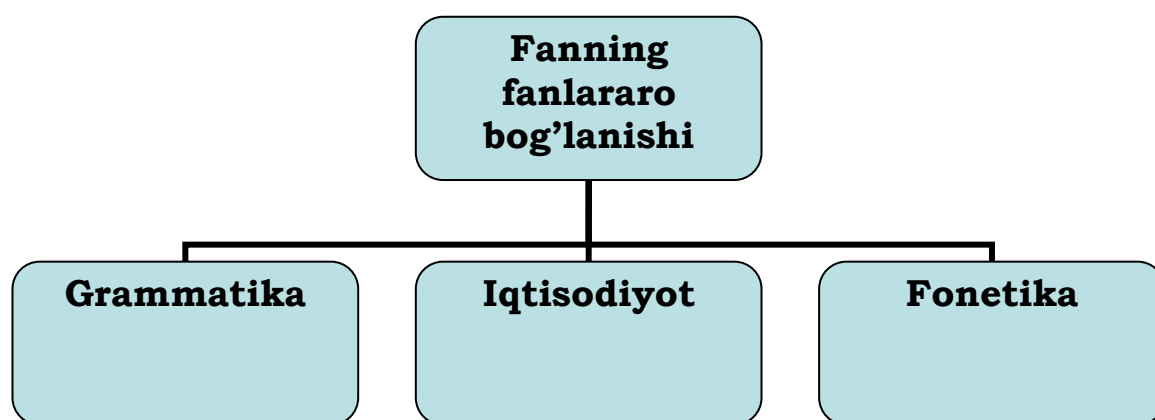 Fanning
fanlararo
bog’lanishi
Grammatika
Iqtisodiyot
Fonetika